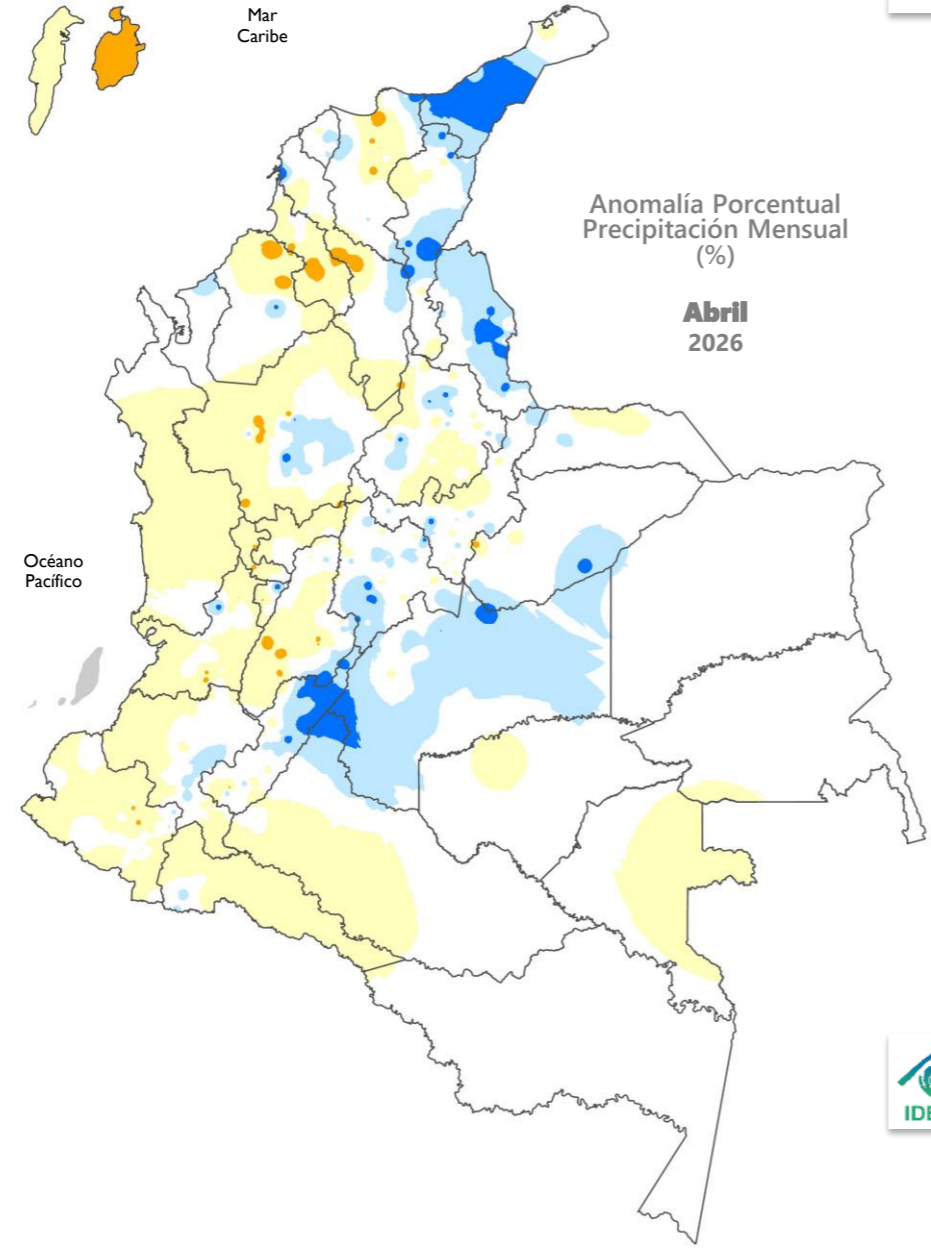 Mar
Caribe
Anomalía Porcentual
Precipitación Mensual
(%)
Abril
2026
Océano
Pacífico